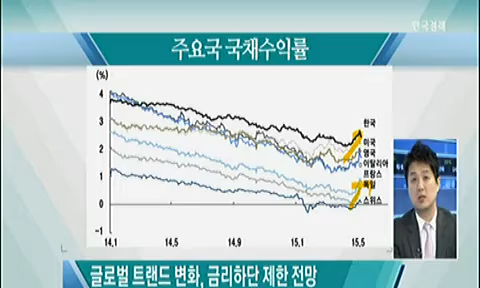 한국경제
주요국 국채수익률
(%)
4
3
2
1
0
-1
14,1
14,5
14,9
15,1
15,5
한국
미국
영국
이탈리아
프랑스
독일
스위스
글로벌 트랜드 변화, 금리하단 제한 전망